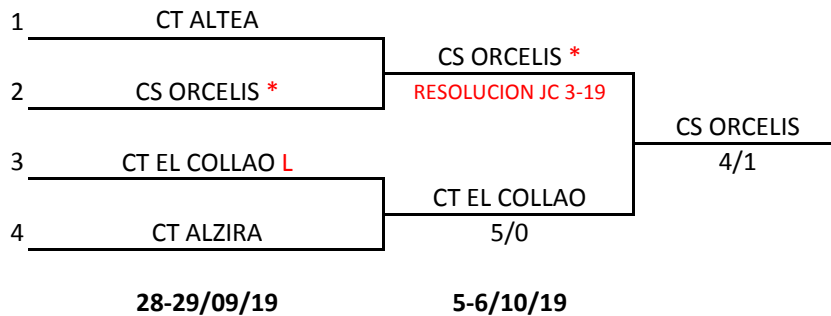 1 CT ALTEA
CS ORCELIS *
2 CS ORCELIS *
RESOLUCION JC 3-19
CS ORCELIS
3 CT EL COLLAO L
4/1
CT EL COLLAO
4 CT ALZIRA
5/0
28-29/09/19 5-6/10/19